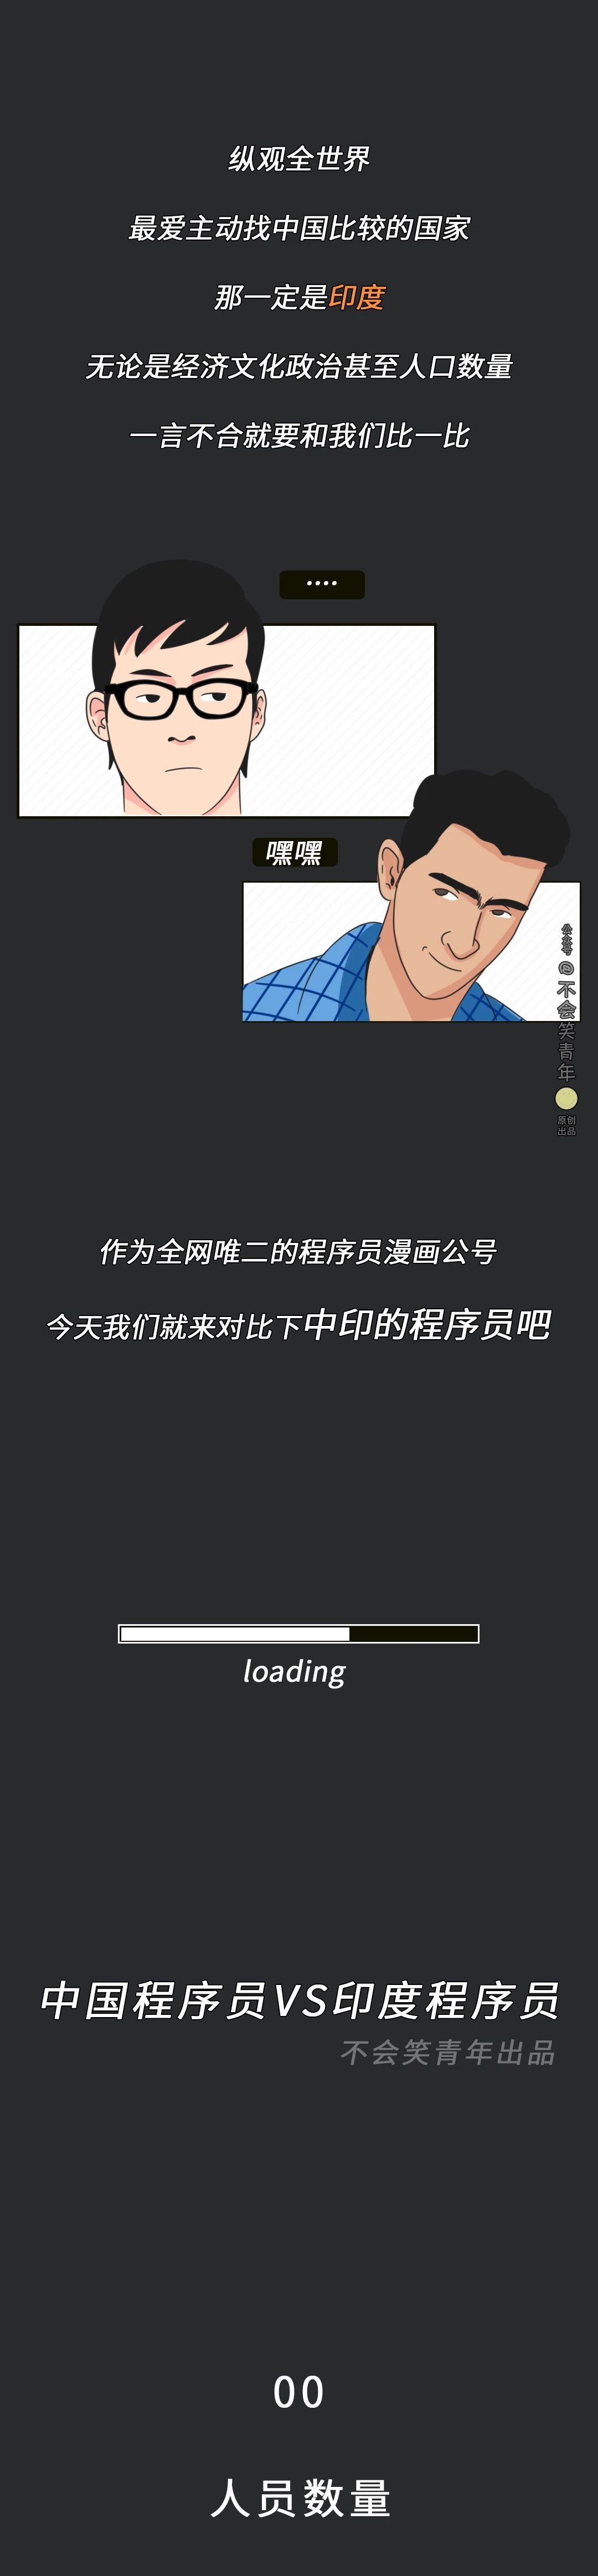 纵观全世界
最爱主动找中国比较的国家
那一定是印度
无论是经济文化政治甚至人口数量
一言不合就要和我们比一比
····
嘿嘿
公众号@不会笑青年
原创
出品
作为全网唯二的程序员漫画公号
今天我们就来对比下中印的程序员吧
loading
中国程序员VS印度程序员
不会笑青年出品
00
人员数量